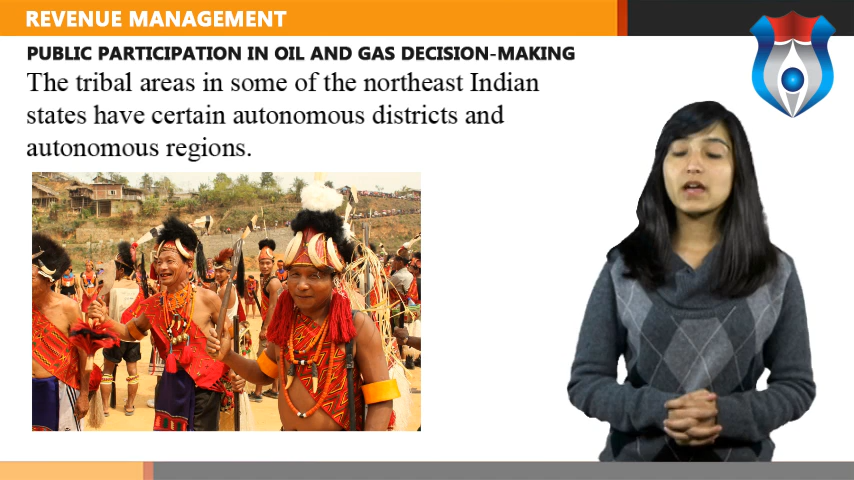 REVENUE MANAGEMENT
PUBLIC PARTICIPATION IN OIL AND GAS DECISION-MAKING
The tribal areas in some of the northeast Indian
states have certain autonomous districts and
autonomous regions.